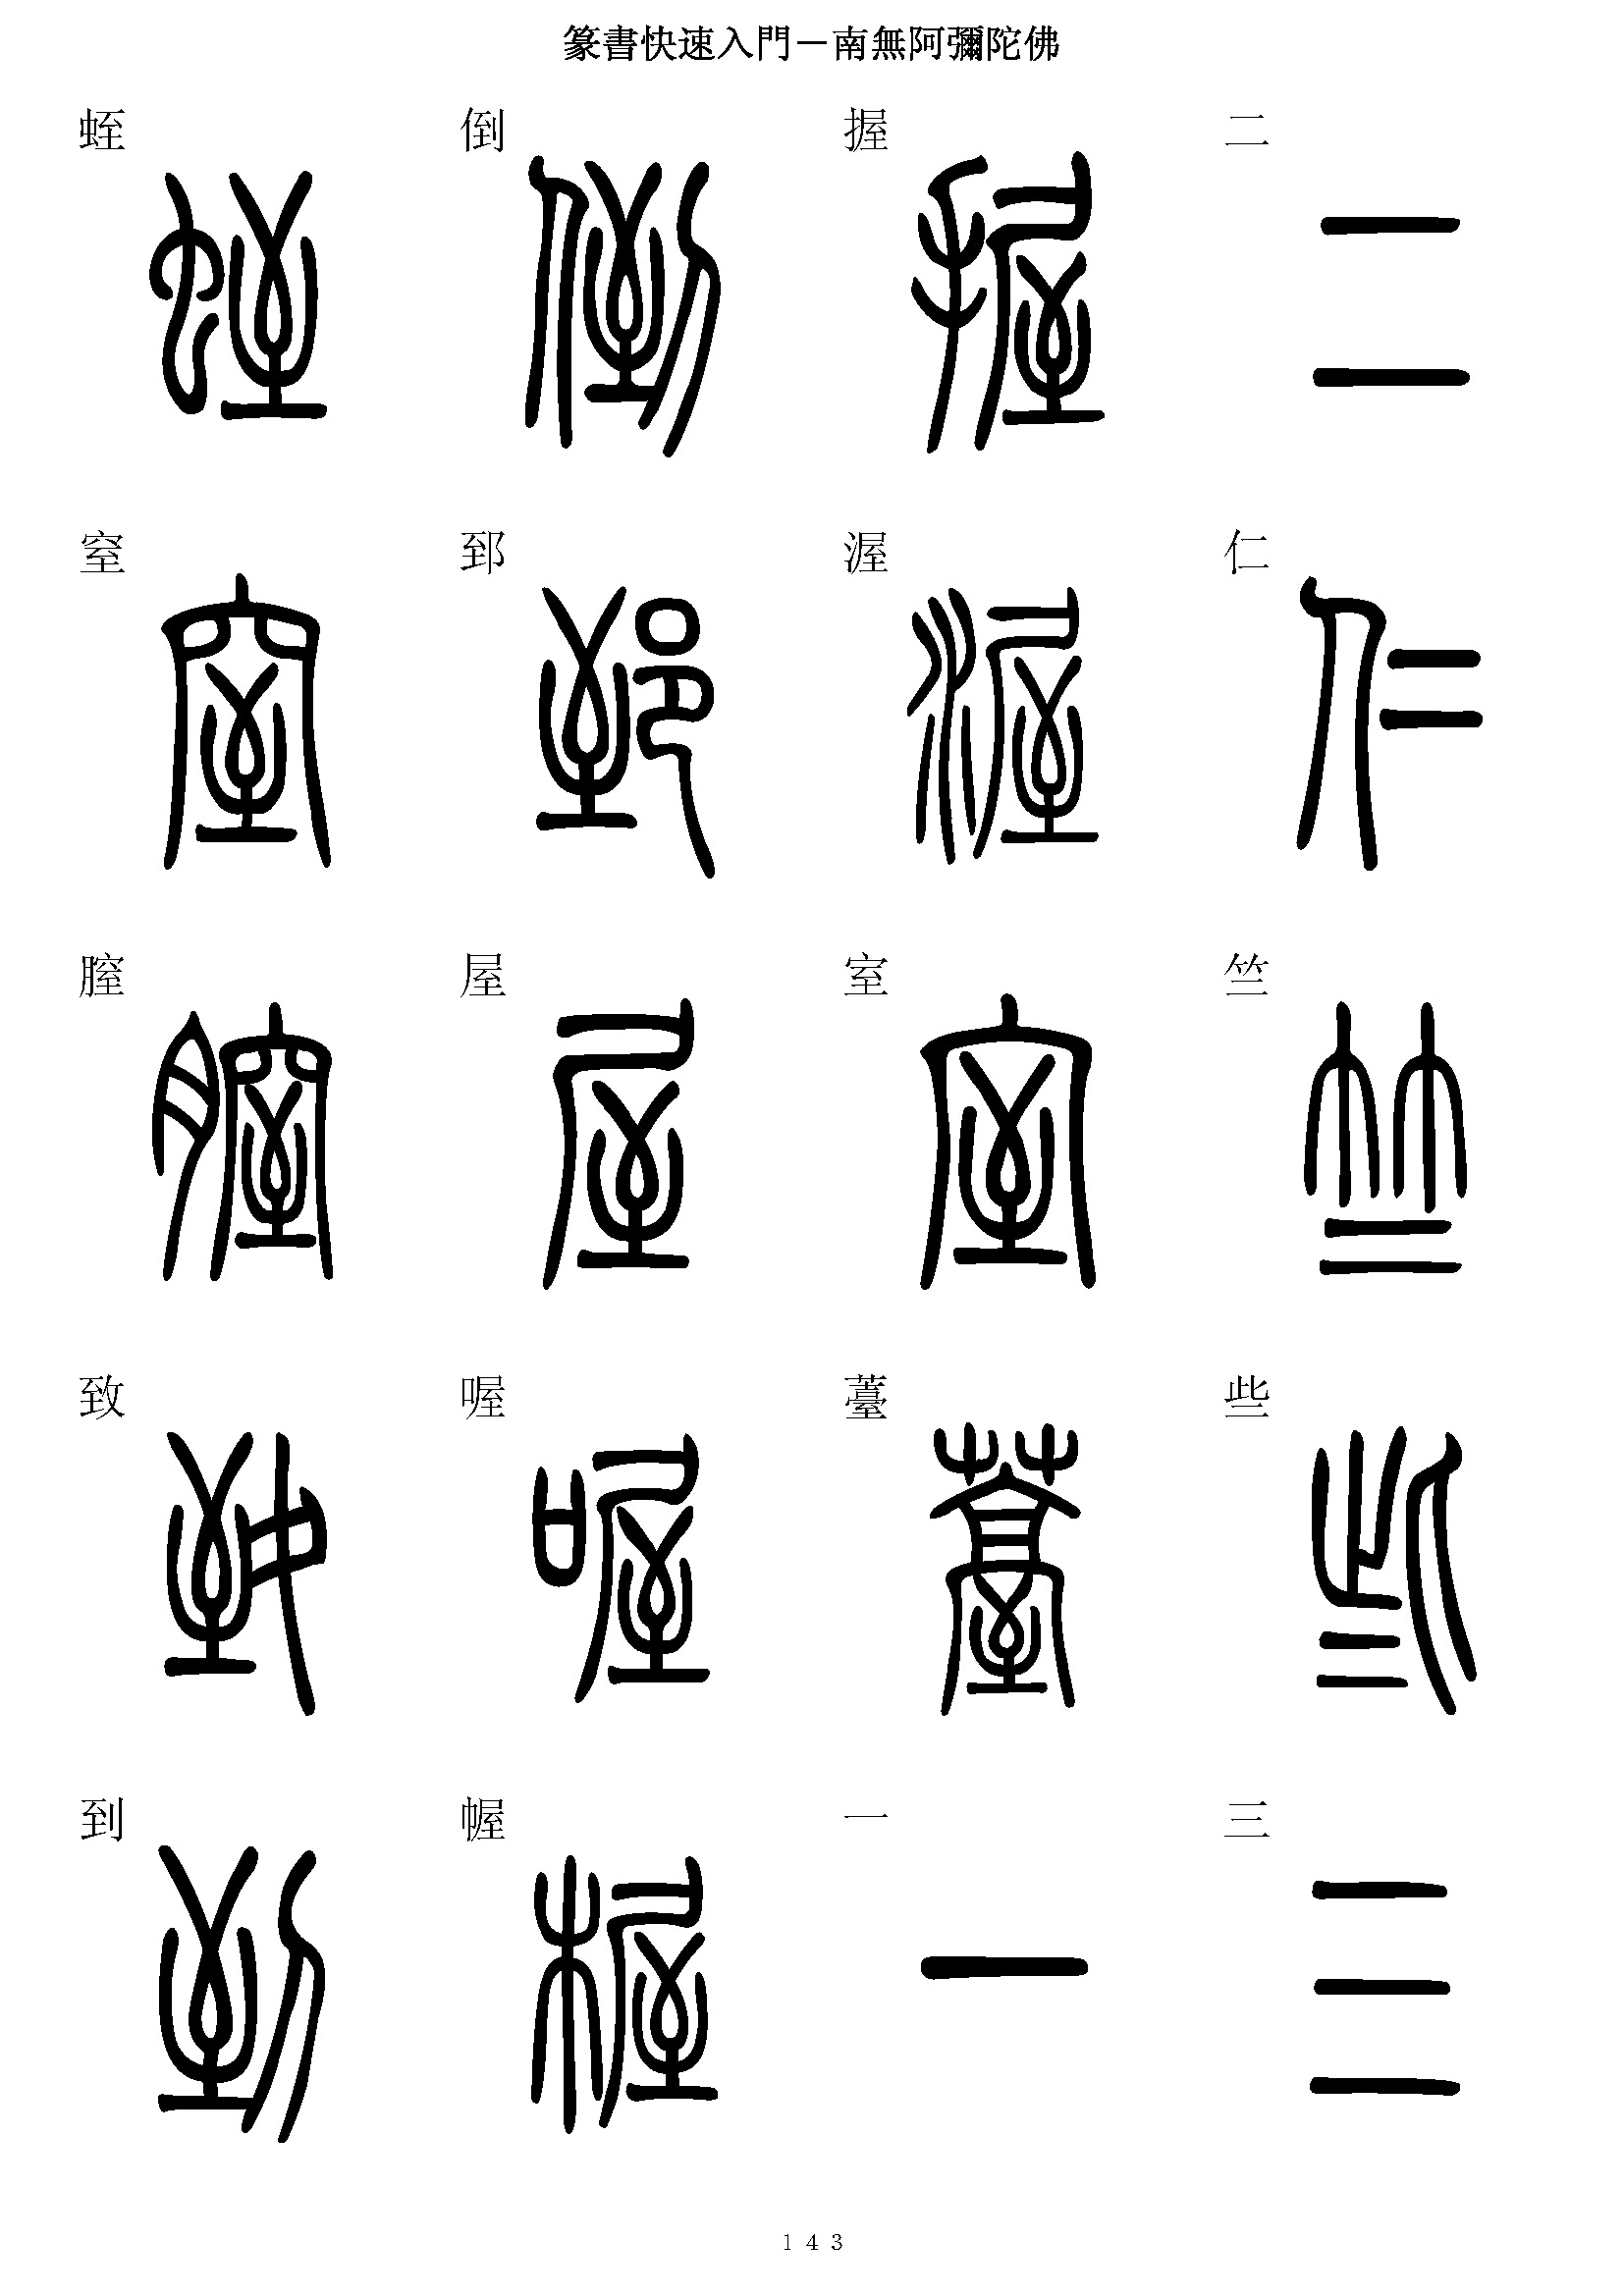 篆書快速入門－南無阿彌陀佛
蛭 倒 握 二
窒 郅 渥 仁
膣 屋 室 竺
致 喔 薹 些
到 幄 一 三
143